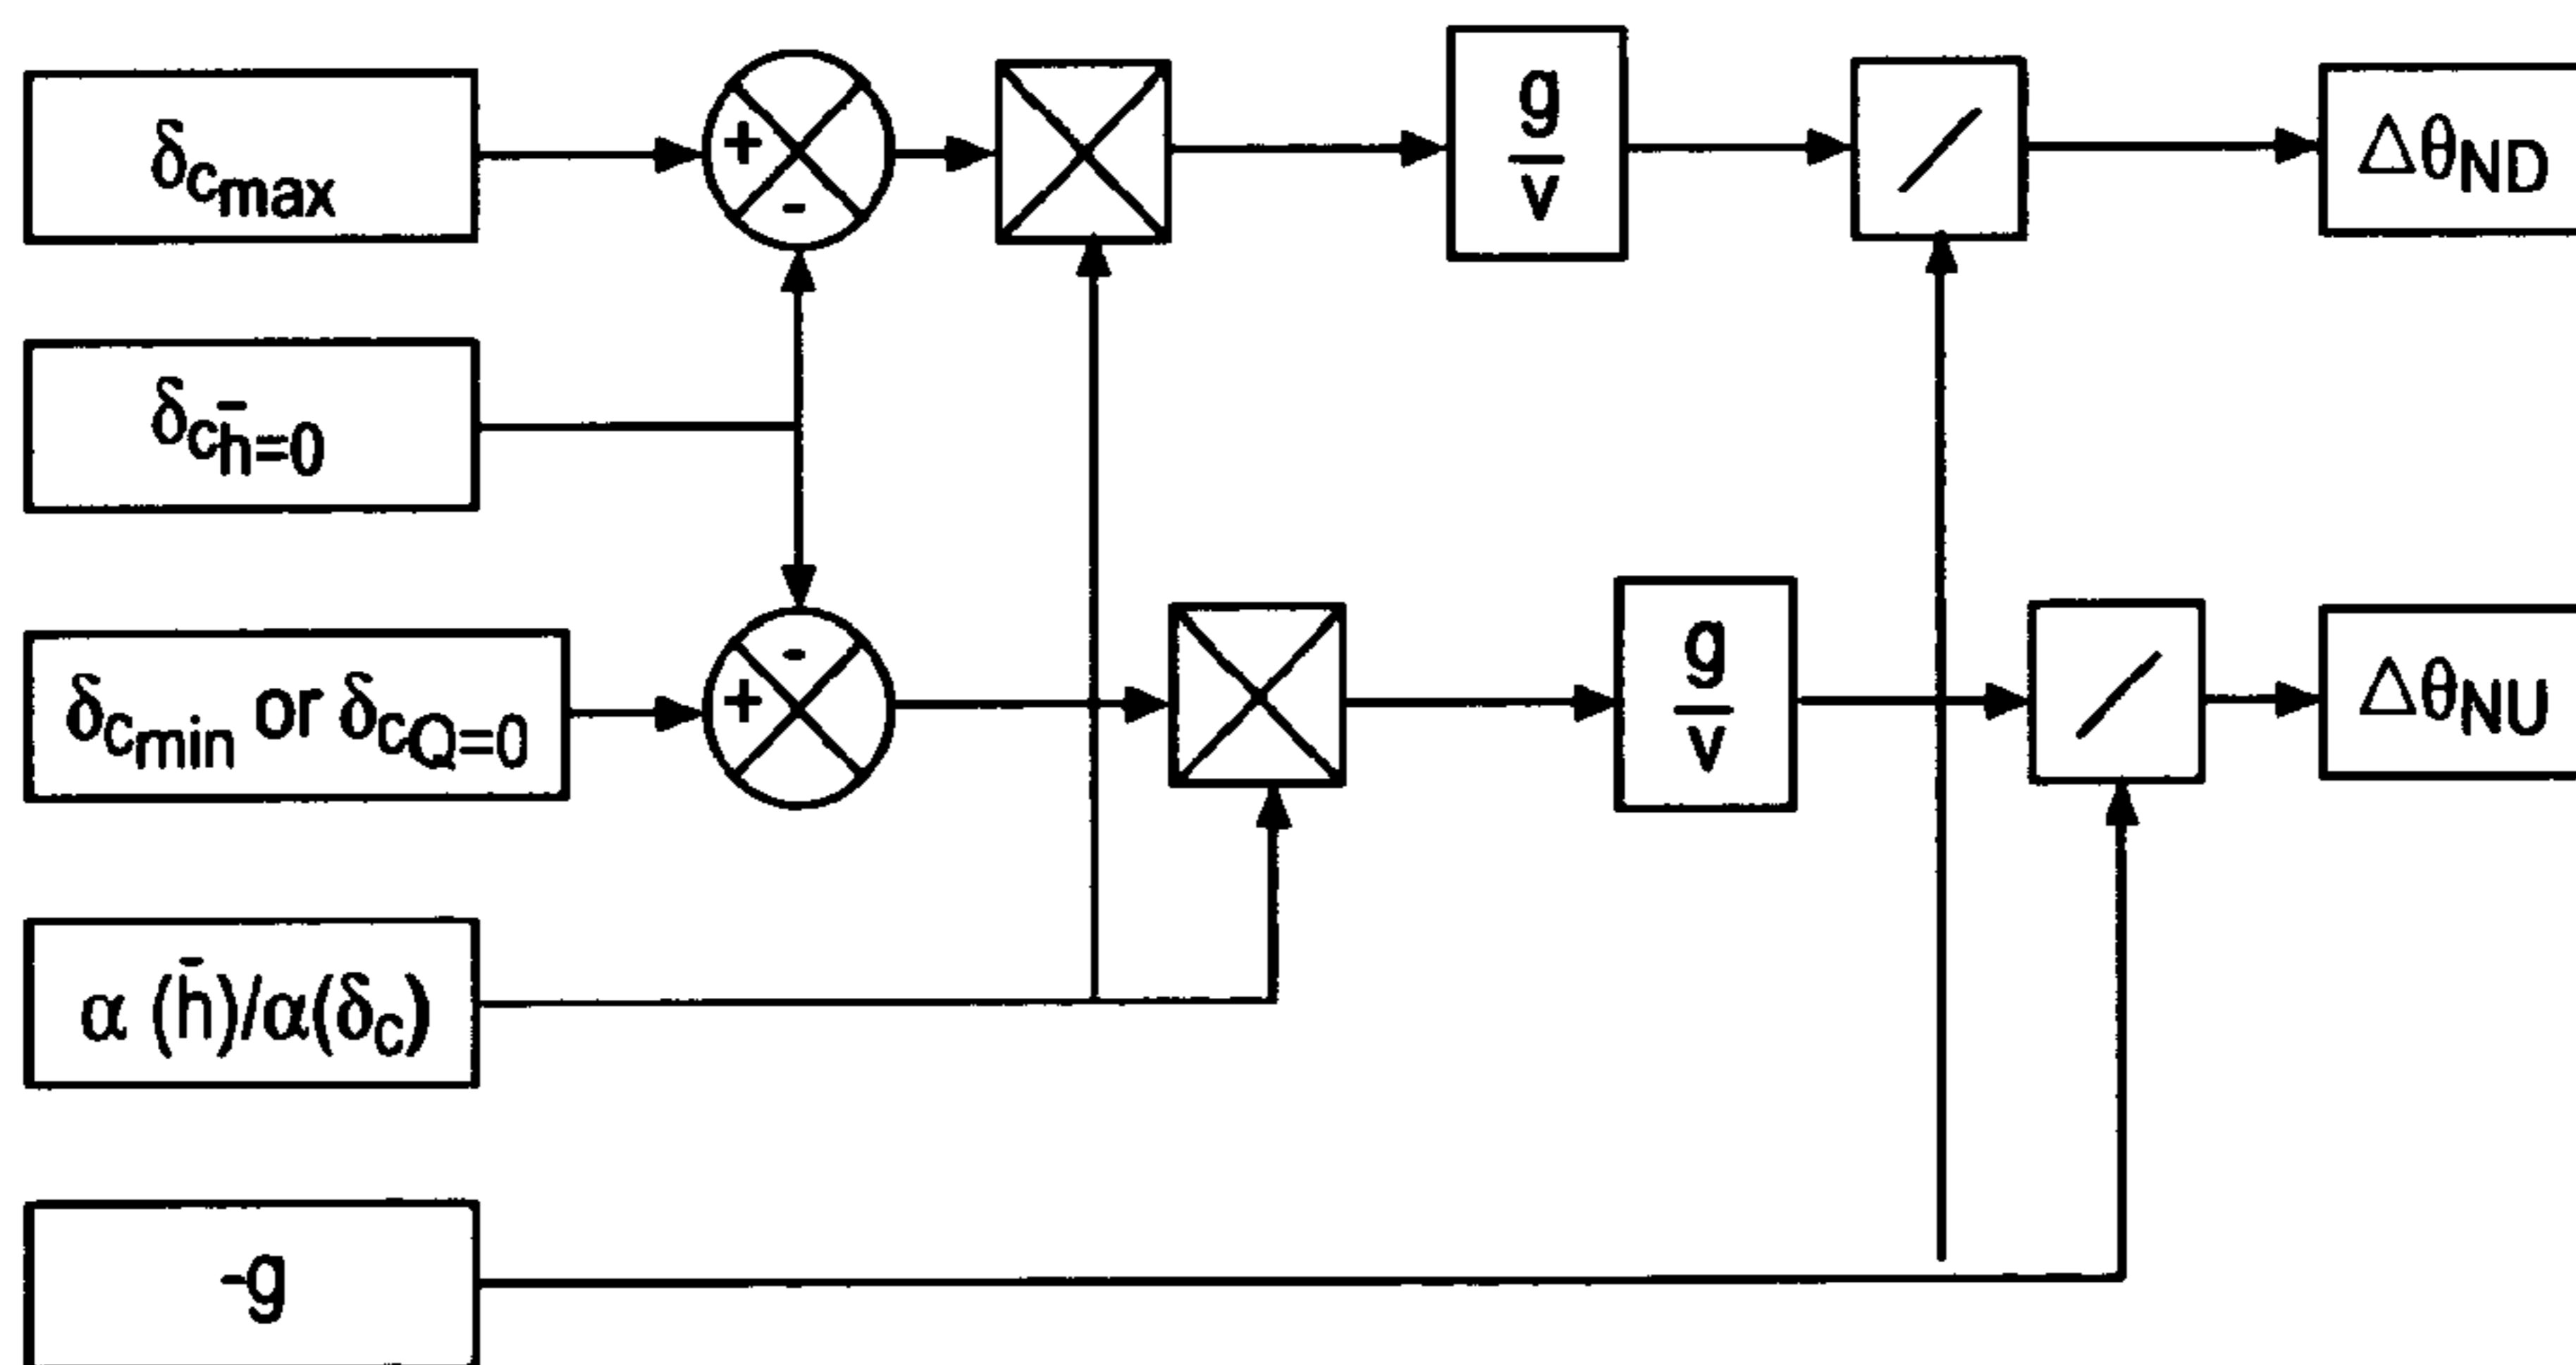 δcmax
+
-
g
v
/
ΔθND
δch̄=0
δcmin or δcQ=0
-
+
g
v
/
ΔθNU
α (h̄)/α(δc)
-g